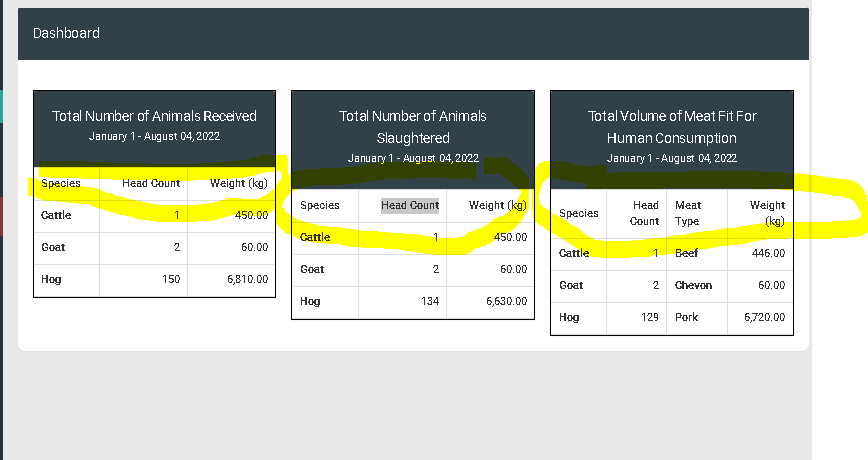 Dashboard
Total Number of Animals Received
January 1 - August 04, 2022
Species Head Count Weight (kg)
Cattle 1 450.00
Goat 2 60.00
Hog 150 6,810.00
Total Number of Animals
Slaughtered
January 1 - August 04, 2022
Species Head Count Weight (kg)
Cattle 1 450.00
Goat 2 60.00
Hog 134 6,630.00
Total Volume of Meat Fit For
Human Consumption
January 1 - August 04, 2022
Species Head Meat Weight
Count Type (kg)
Cattle 1 Beef 446.00
Goat 2 Chevon 60.00
Hog 129 Pork 6,720.00